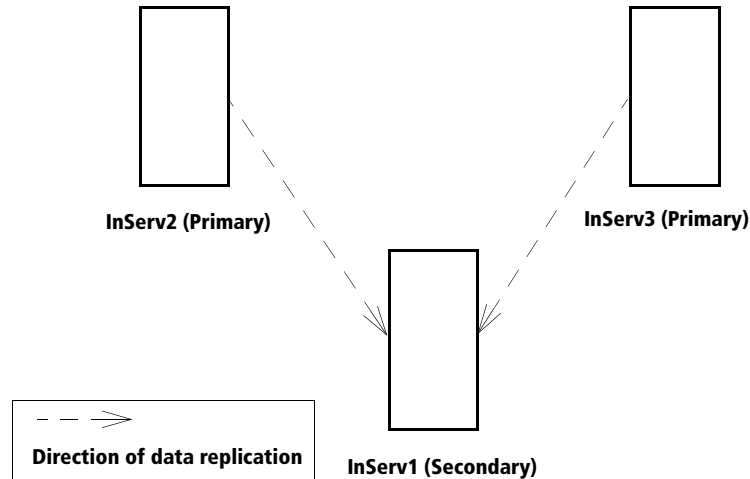 InServ2 (Primary)
InServ3 (Primary)
Direction of data replication
InServ1 (Secondary)